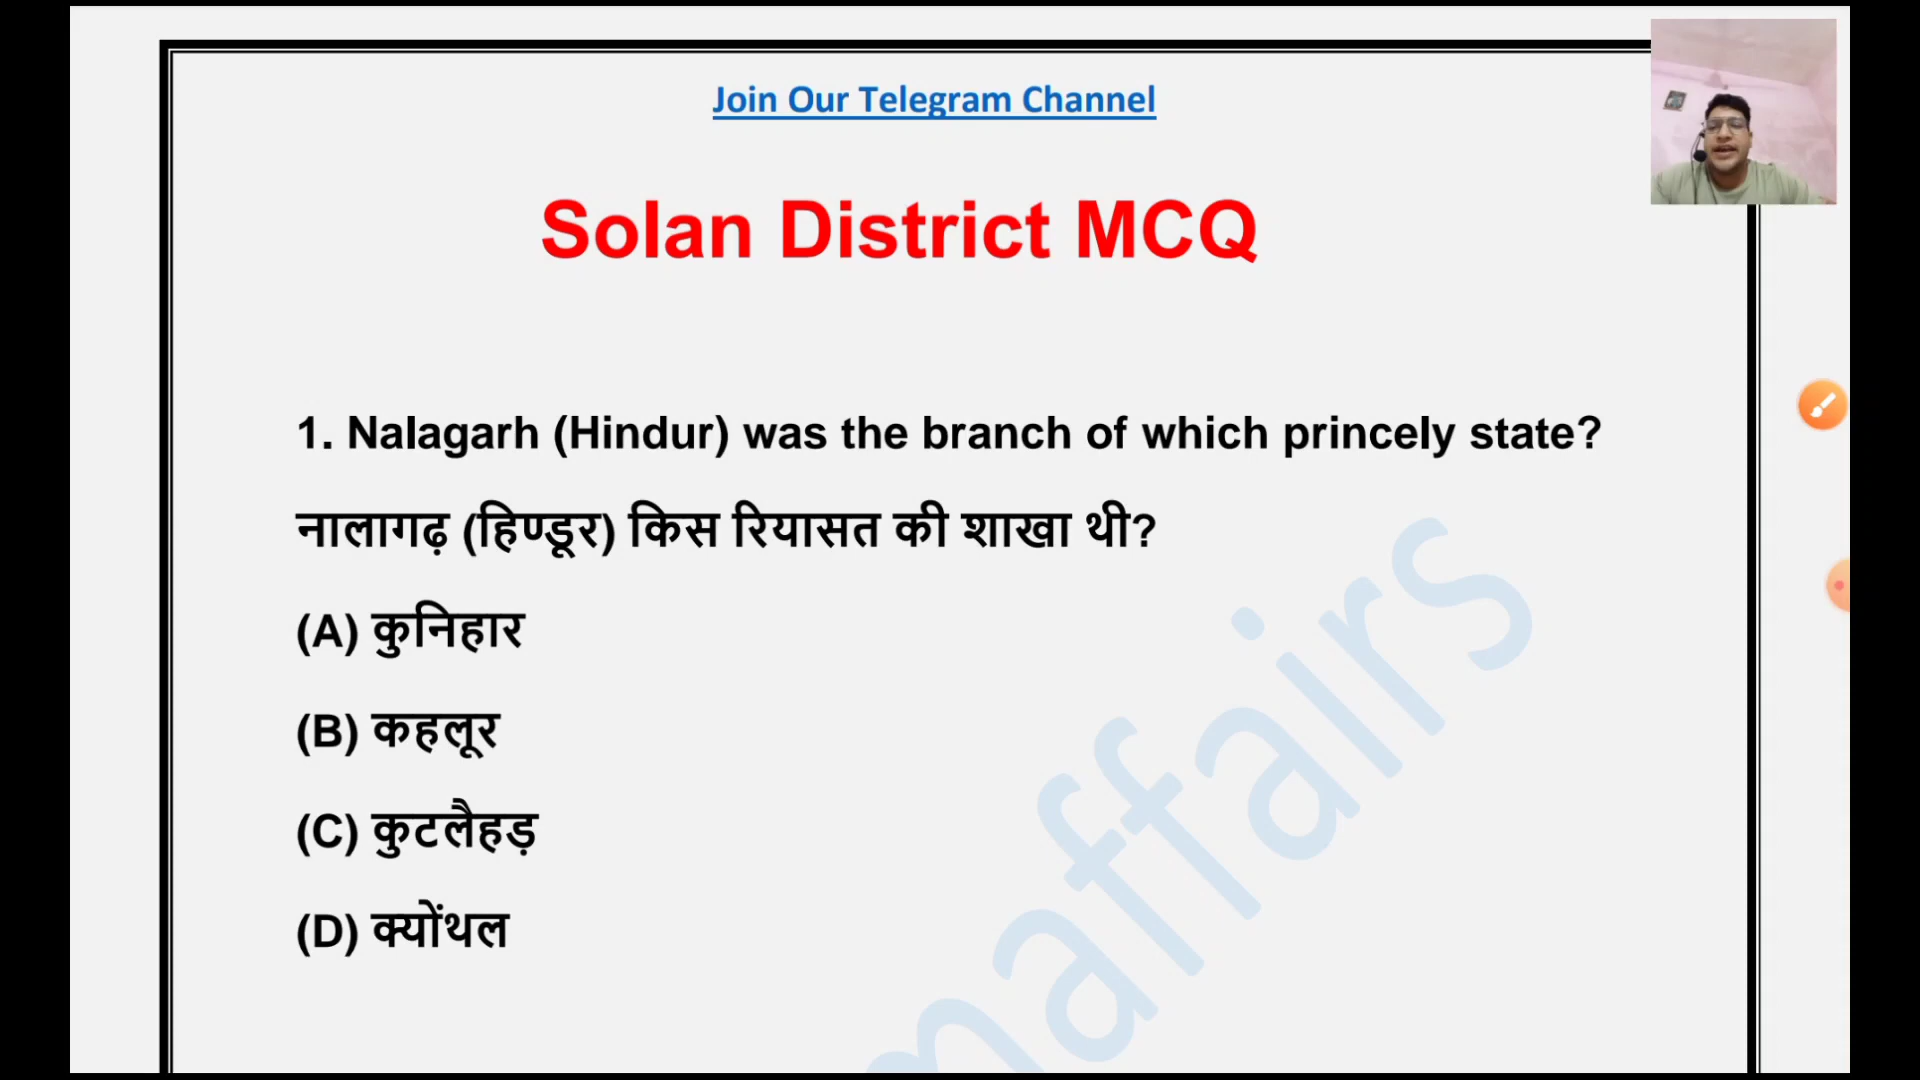 Join Our Telegram Channel
Solan District MCQ
1. Nalagarh (Hindur) was the branch of which princely state?
नालागढ़ (हिण्डूर) किस रियासत की शाखा थी?
(A) कुनिहार
(B) कहलूर
(C) कुटलैहड़
(D) क्योंथल